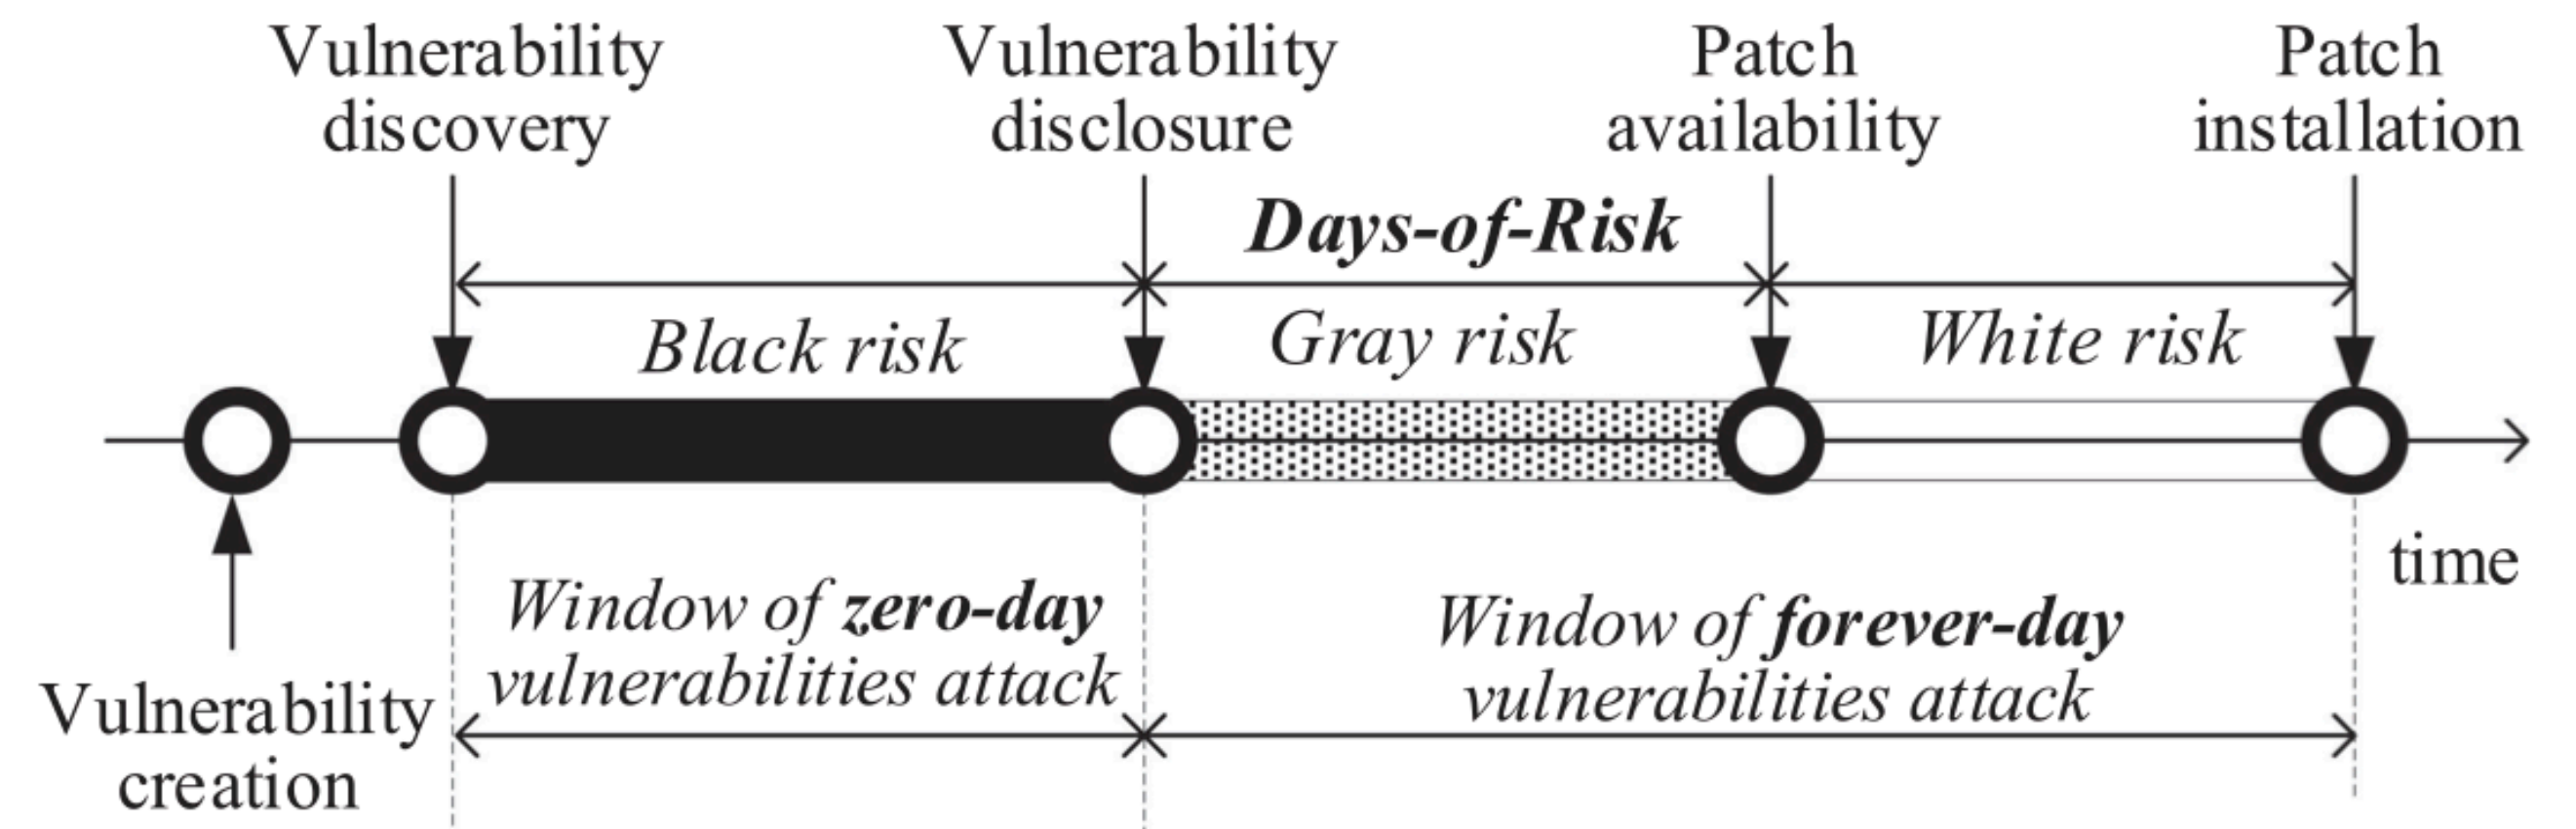 Vulnerability
discovery
Vulnerability
disclosure
Patch
availability
Patch
installation
Days-of-Risk
Black risk
Gray risk
White risk
time
Window of zero-day
vulnerabilities attack
Window of forever-day
vulnerabilities attack
Vulnerability
creation